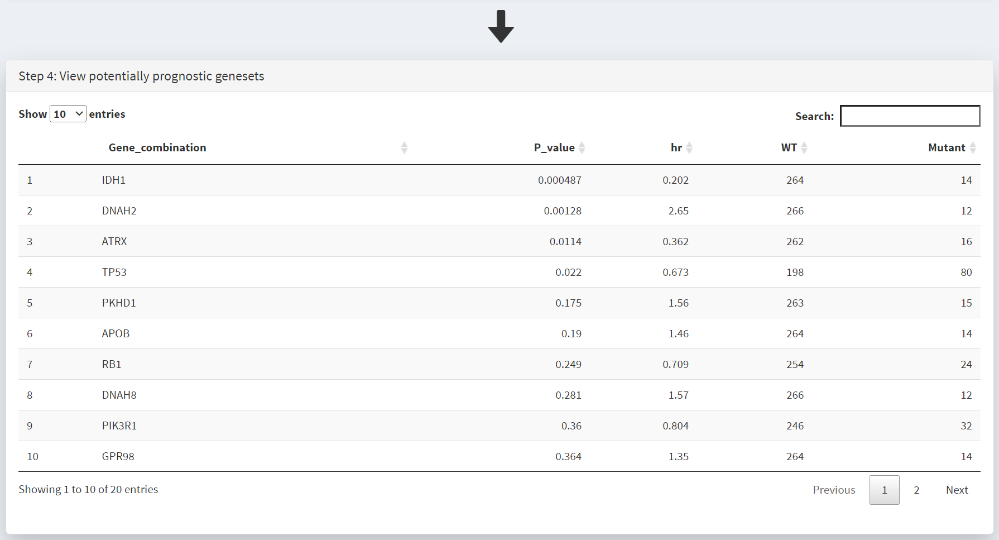 Step 4: View potentially prognostic genesets
Show 10 entries
Search:
Gene_combination P_value hr WT Mutant
1 IDH1 0.000487 0.202 264 14
2 DNAH2 0.00128 2.65 266 12
3 ATRX 0.0114 0.362 262 16
4 TP53 0.022 0.673 198 80
5 PKHD1 0.175 1.56 263 15
6 APOB 0.19 1.46 264 14
7 RB1 0.249 0.709 254 24
8 DNAH8 0.281 1.57 266 12
9 PIK3R1 0.36 0.804 246 32
10 GPR98 0.364 1.35 264 14
Showing 1 to 10 of 20 entries
Previous 1 2 Next